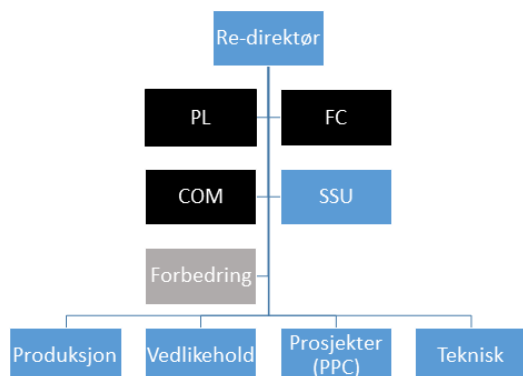 Re-direktør
PL
FC
COM
SSU
Forbedring
Produksjon
Vedlikehold
Prosjekter
(PPC)
Teknisk